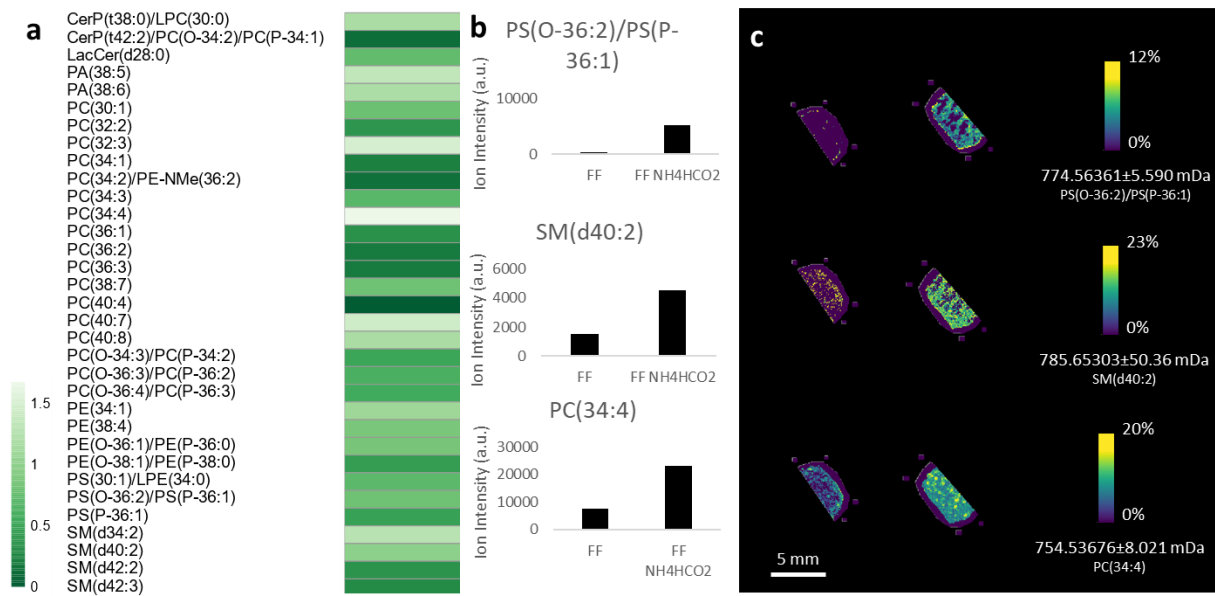 a
CerP(t38:0)/LPC(30:0)
CerP(t42:2)/PC(O-34:2)/PC(P-34:1)
LacCer(d28:0)
PA(38:5)
PA(38:6)
PC(30:1)
PC(32:2)
PC(32:3)
PC(34:1)
PC(34:2)/PE-NMe(36:2)
PC(34:3)
PC(34:4)
PC(36:1)
PC(36:2)
PC(36:3)
PC(38:7)
PC(40:4)
PC(40:7)
PC(40:8)
PC(O-34:3)/PC(P-34:2)
PC(O-36:3)/PC(P-36:2)
PC(O-36:4)/PC(P-36:3)
PE(34:1)
PE(38:4)
PE(O-36:1)/PE(P-36:0)
PE(O-38:1)/PE(P-38:0)
PS(30:1)/LPE(34:0)
PS(O-36:2)/PS(P-36:1)
PS(P-36:1)
SM(d34:2)
SM(d40:2)
SM(d42:2)
SM(d42:3)
1.5
1
0.5
0
b
PS(O-36:2)/PS(P-
36:1)
Ion Intensity (a.u.)
10000
0
FF
FF NH4HCO2
SM(d40:2)
Ion Intensity (a.u.)
6000
4000
2000
0
FF
FF NH4HCO2
PC(34:4)
Ion Intensity (a.u.)
30000
20000
10000
0
FF
FF
NH4HCO2
c
12%
0%
774.56361±5.590 mDa
PS(O-36:2)/PS(P-36:1)
23%
0%
785.65303±50.36 mDa
SM(d40:2)
20%
0%
754.53676±8.021 mDa
PC(34:4)
5 mm